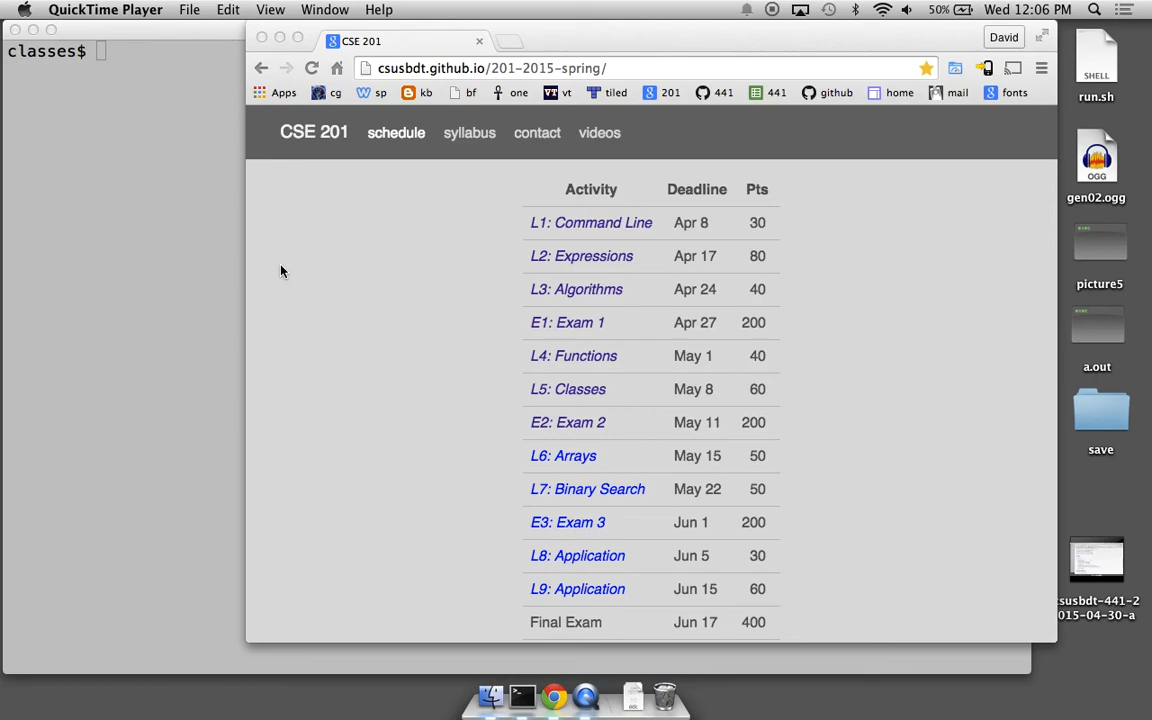 QuickTime Player File Edit View Window Help 50% Wed 12:06 PM
classes$
CSE 201
David
csusbdt.github.io/201-2015-spring/
Apps cg sp kb bf one vt tiled 201 441 441 github home mail fonts
CSE 201 schedule syllabus contact videos
Activity Deadline Pts
L1: Command Line Apr 8 30
L2: Expressions Apr 17 80
L3: Algorithms Apr 24 40
E1: Exam 1 Apr 27 200
L4: Functions May 1 40
L5: Classes May 8 60
E2: Exam 2 May 11 200
L6: Arrays May 15 50
L7: Binary Search May 22 50
E3: Exam 3 Jun 1 200
L8: Application Jun 5 30
L9: Application Jun 15 60
Final Exam Jun 17 400
SHELL
run.sh
OGG
gen02.ogg
picture5
a.out
save
csusbdt-441-2
015-04-30-a